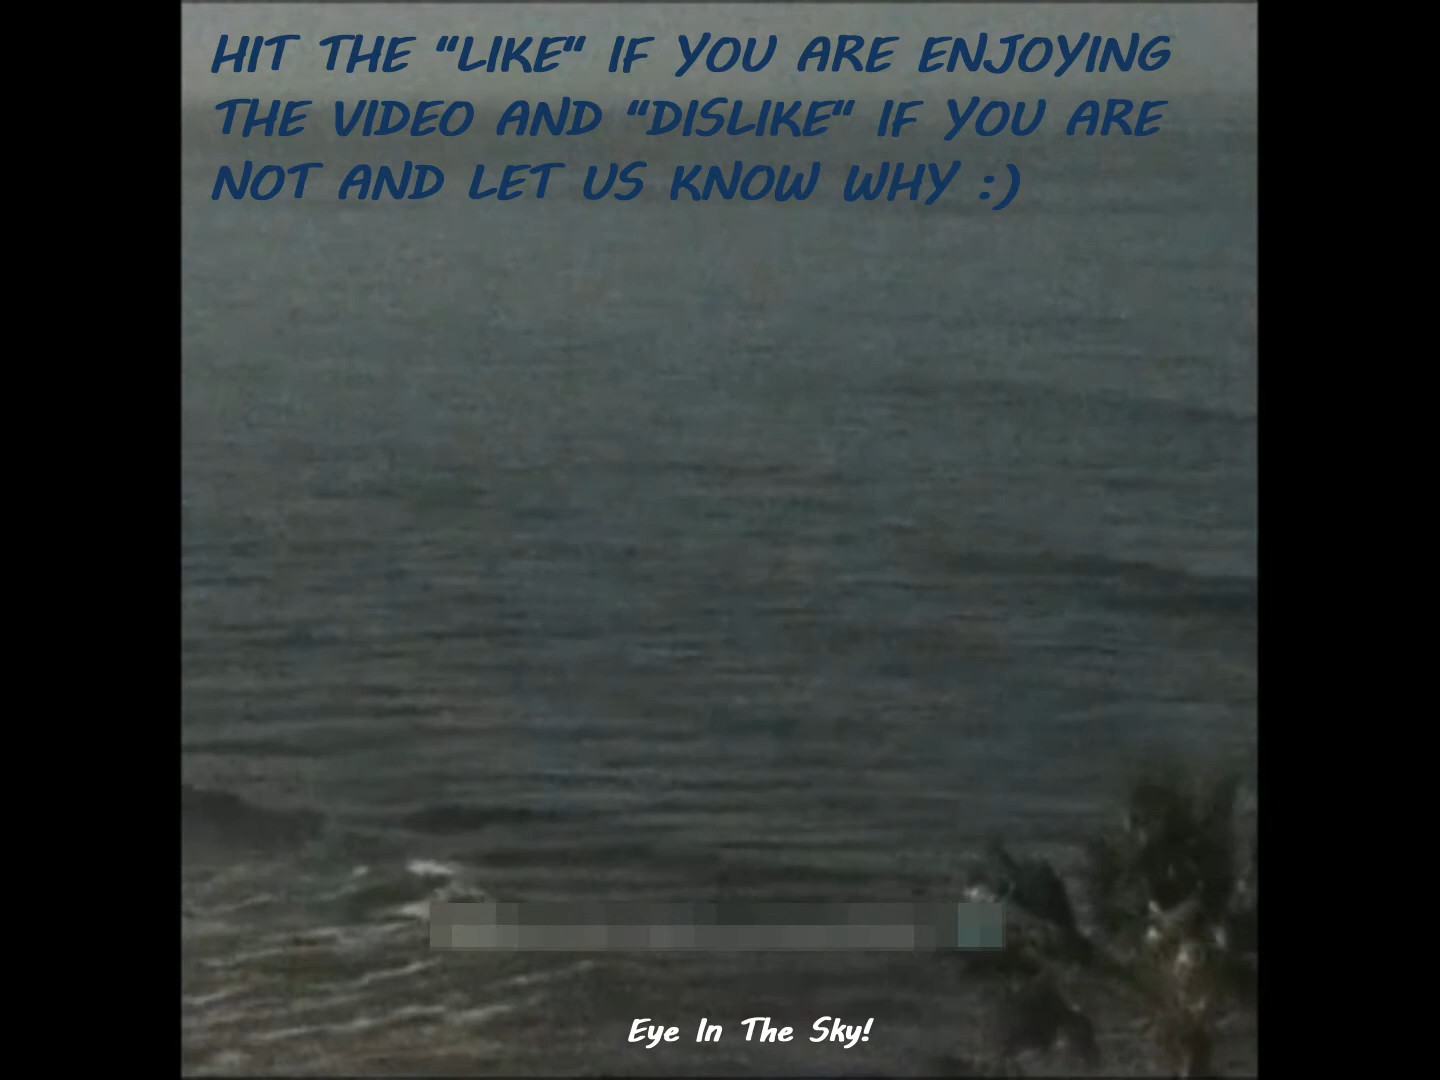 HIT THE "LIKE" IF YOU ARE ENJOYING
THE VIDEO AND "DISLIKE" IF YOU ARE
NOT AND LET US KNOW WHY :)
Eye In The Sky!